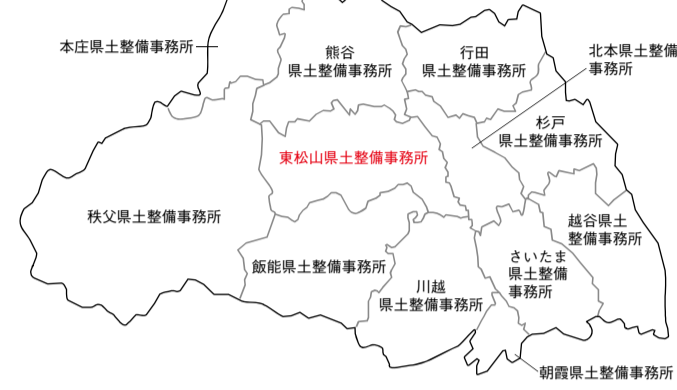 本庄県土整備事務所
熊谷
県土整備事務所
行田
県土整備事務所
北本県土整備
事務所
杉戸
県土整備事務所
東松山県土整備事務所
秩父県土整備事務所
越谷県土
整備事務所
飯能県土整備事務所
さいたま
県土整備
事務所
川越
県土整備事務所
朝霞県土整備事務所